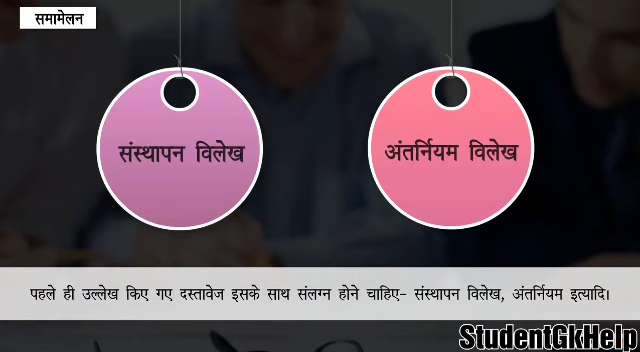 समामेलन
संस्थापन विलेख
अंतर्नियम विलेख
पहले ही उल्लेख किए गए दस्तावेज इसके साथ संलग्न होने चाहिए- संस्थापन विलेख, अंतर्नियम इत्यादि।
StudentGkHelp